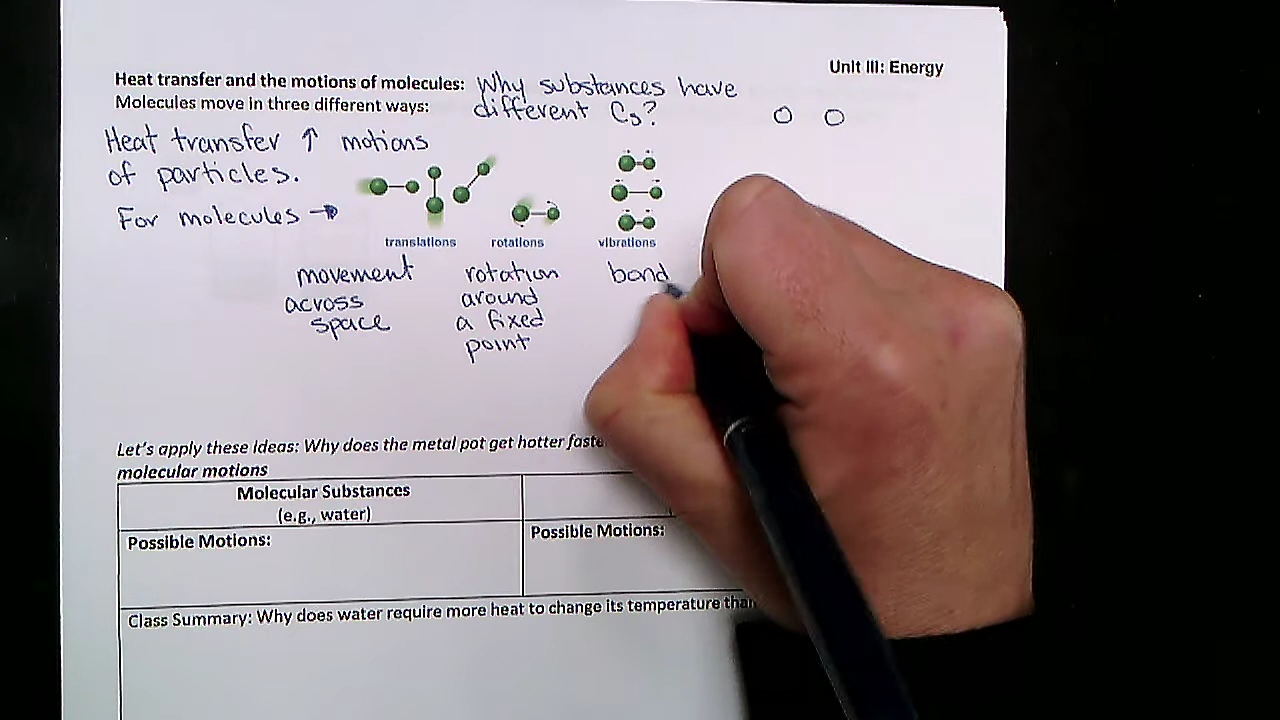 Unit III: Energy
Heat transfer and the motions of molecules: Why substances have
Molecules move in three different ways: different Cs?
Heat transfer ↑ motions
of particles.
For molecules →
translations rotations vibrations
movement rotation bond
across around
space a fixed
point
Let's apply these ideas: Why does the metal pot get hotter
molecular motions
Molecular Substances
(e.g., water)
Possible Motions: Possible Motions:
Class Summary: Why does water require more heat to change its temperature